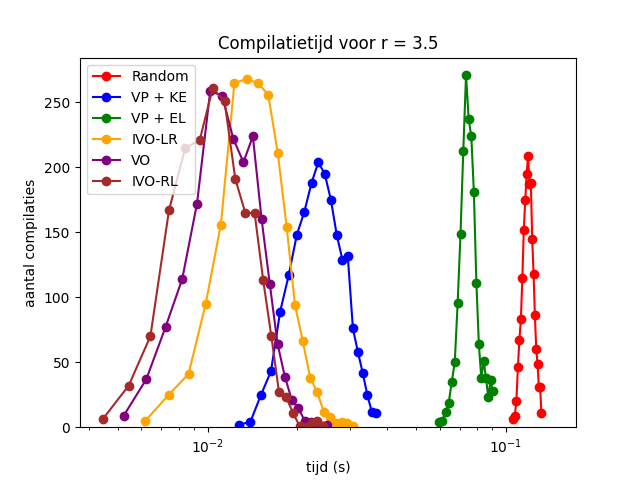 Compilatietijd voor r = 3.5
Random
VP + KE
VP + EL
IVO-LR
VO
IVO-RL
aantal compilaties
250
200
150
100
50
0
10⁻²
10⁻¹
tijd (s)